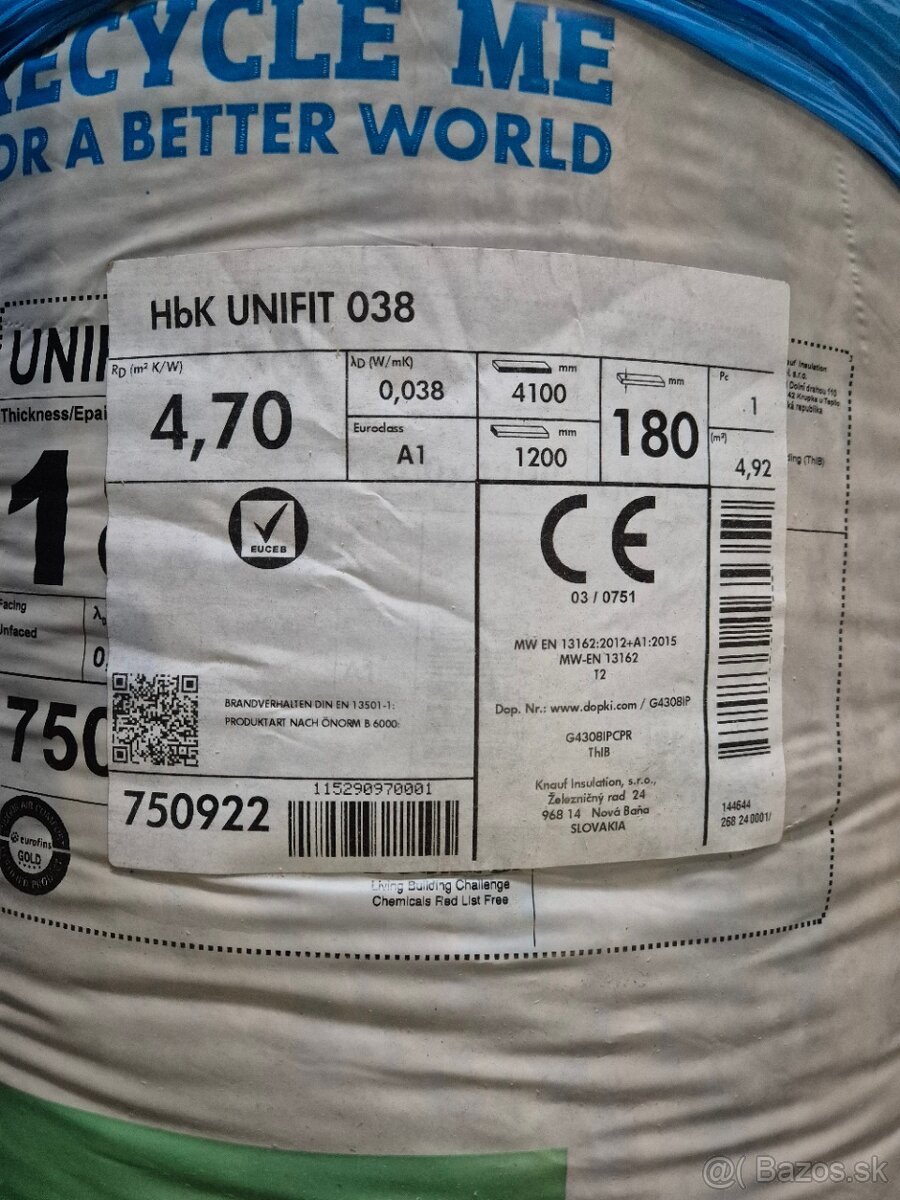 RECYCLE ME
FOR A BETTER WORLD
HbK UNIFIT 038
RD (m² K/W)
4,70
λD (W/mK)
0,038
Euroclass
A1
mm
4100
mm
1200
mm
180
Pc
1
(m²)
4,92
Thickness/Epai
1
Facing
Unfaced
λD
0,
750
EUCEB
03 / 0751
MW EN 13162:2012+A1:2015
MW-EN 13162
T2
Dop. Nr.: www.dopki.com / G4308IP
G4308IPCPR
ThIB
Knauf Insulation, s.r.o.,
Železničný rad 24
968 14 Nová Baňa
SLOVAKIA
BRANDVERHALTEN DIN EN 13501-1:
PRODUKTART NACH ÖNORM B 6000:
750922
115290970001
144644
268 24 0001/
eurofins
GOLD
Living Building Challenge
Chemicals Red List Free
@( Bazos.sk